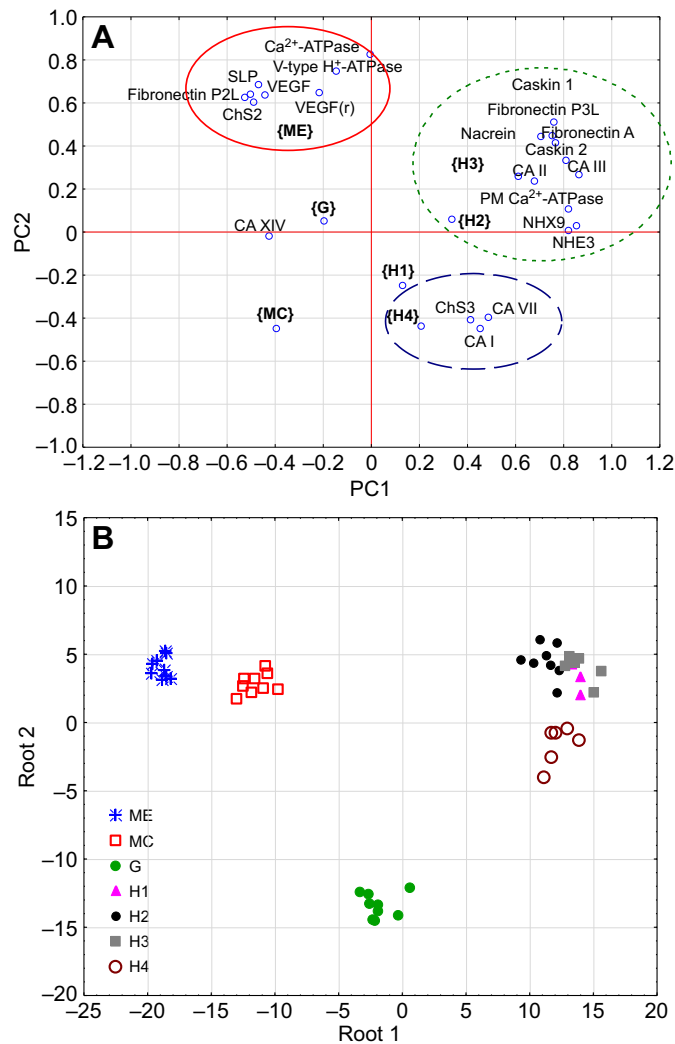 A
1.0
0.8
0.6
0.4
0.2
0
–0.2
–0.4
–0.6
–0.8
–1.0
PC2
Ca2+-ATPase
V-type H+-ATPase
SLP
VEGF
Fibronectin P2L
ChS2
VEGF(r)
{ME}
Caskin 1
Fibronectin P3L
Nacrein
Fibronectin A
Caskin 2
{H3}
CA II
CA III
PM Ca2+-ATPase
{G}
{H2}
CA XIV
NHX9
NHE3
{H1}
{MC}
{H4}
ChS3
CA VII
CA I
–1.2 –1.0 –0.8 –0.6 –0.4 –0.2 0 0.2 0.4 0.6 0.8 1.0 1.2
PC1
B
15
10
5
0
–5
–10
–15
–20
Root 2
ME
MC
G
H1
H2
H3
H4
–25 –20 –15 –10 –5 0 5 10 15 20
Root 1